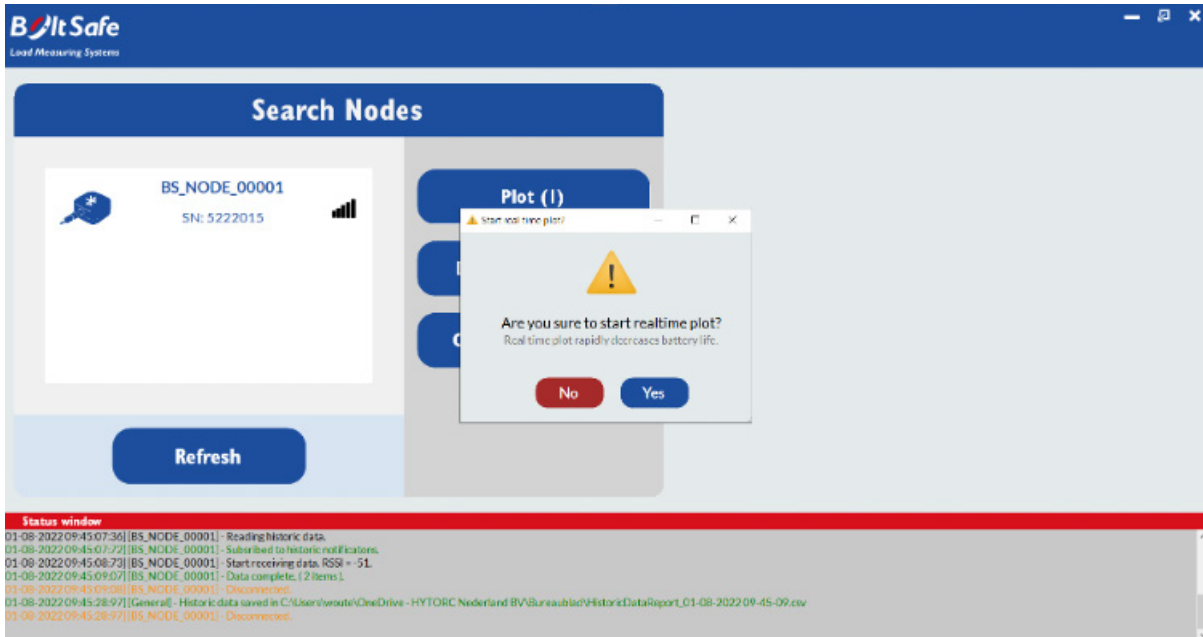 BoltSafe
Load Measuring Systems
Search Nodes
BS_NODE_00001
SN: 5222015
Plot (I)
Start real time plot?
Are you sure to start realtime plot?
Real time plot rapidly decreases battery life.
No
Yes
Refresh
Status window
01-08-2022 09:45:07:36] [BS_NODE_00001] - Reading historic data.
01-08-2022 09:45:07:72] [BS_NODE_00001] - Subsribed to historic notificatons.
01-08-2022 09:45:08:73] [BS_NODE_00001] - Start receiving data. RSSI = -51.
01-08-2022 09:45:09:07] [BS_NODE_00001] - Data complete, ( 2 items ).
01-08-2022 09:45:09:08] [BS_NODE_00001] - Disconnected.
01-08-2022 09:45:28:97] [General] - Historic data saved in C:\Users\woute\OneDrive - HYTORC Nederland BV\Bureaublad\HistoricDataReport_01-08-2022 09-45-09.csv
01-08-2022 09:45:28:97] [BS_NODE_00001] - Disconnected.